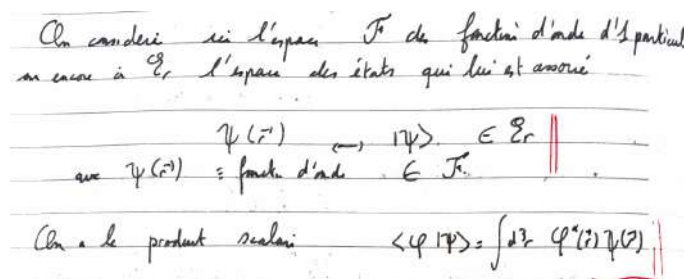 On considère ici l'espace ℱ des fonctions d'onde d'1 particul
ou encore à ℰr l'espace des états qui lui est associé
ψ(r⃗) ↔ |ψ⟩ ∈ ℰr
avec ψ(r⃗) ≡ fonction d'onde ∈ ℱ
On a le produit scalaire ⟨φ|ψ⟩ = ∫d³r φ*(r⃗) ψ(r⃗)